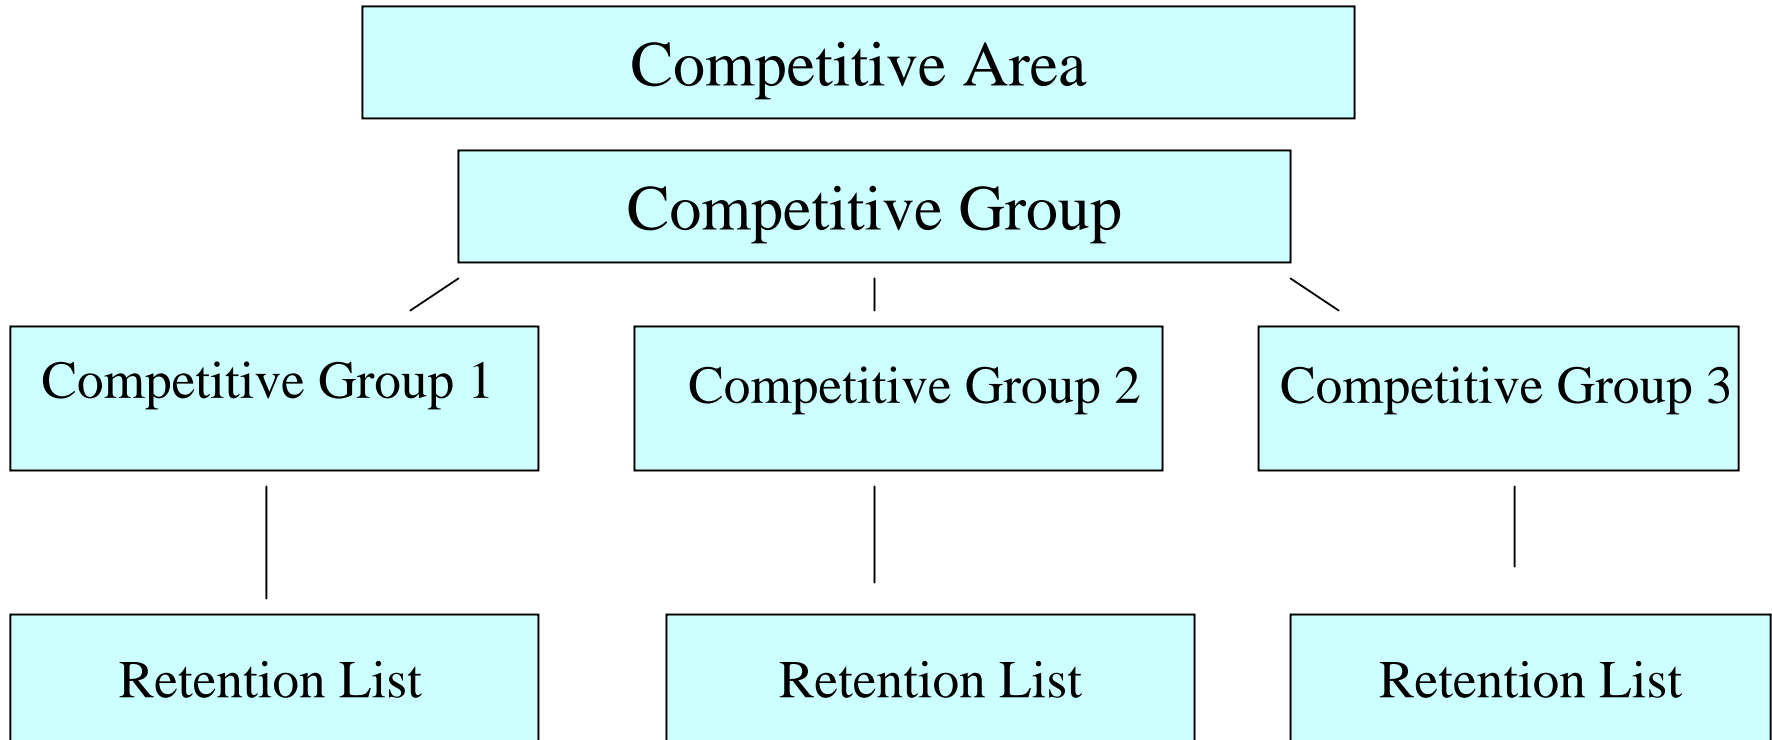 Competitive Area
Competitive Group
Competitive Group 1
Competitive Group 2
Competitive Group 3
Retention List
Retention List
Retention List